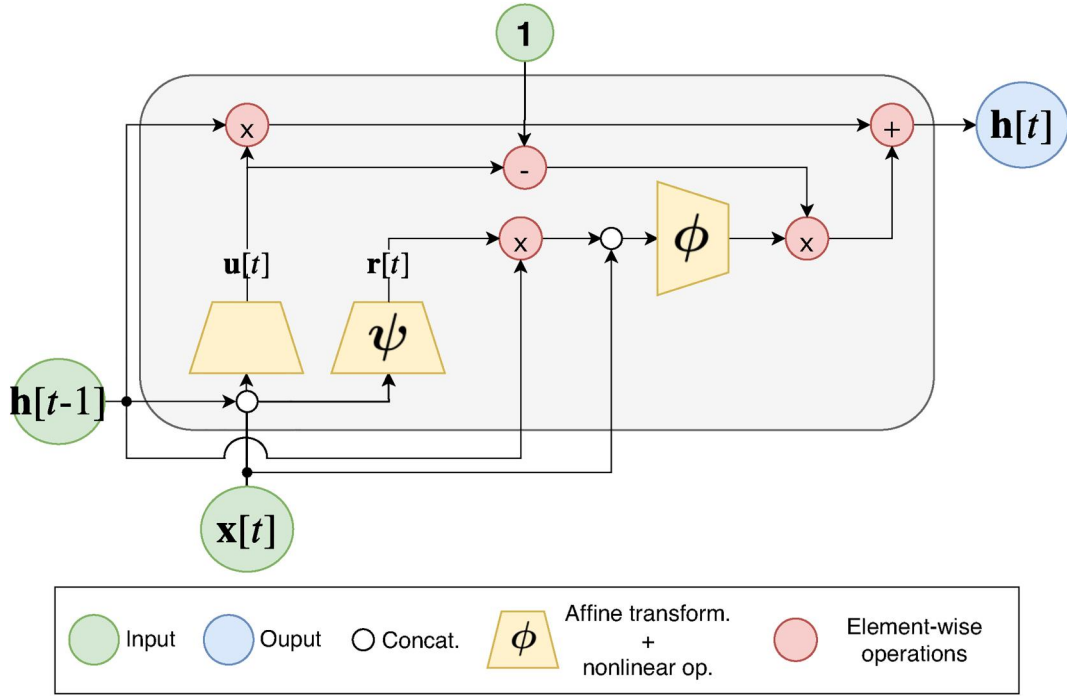 1
x
+
h[t]
-
u[t]
r[t]
x
ϕ
x
ψ
h[t-1]
x[t]
Input
Ouput
Concat.
ϕ
Affine transform.
+
nonlinear op.
Element-wise
operations